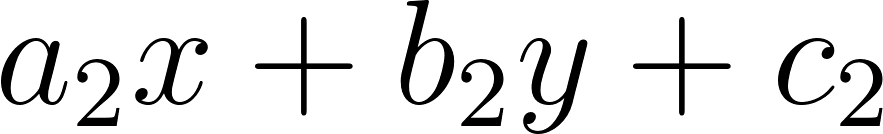 a₂x + b₂y + c₂